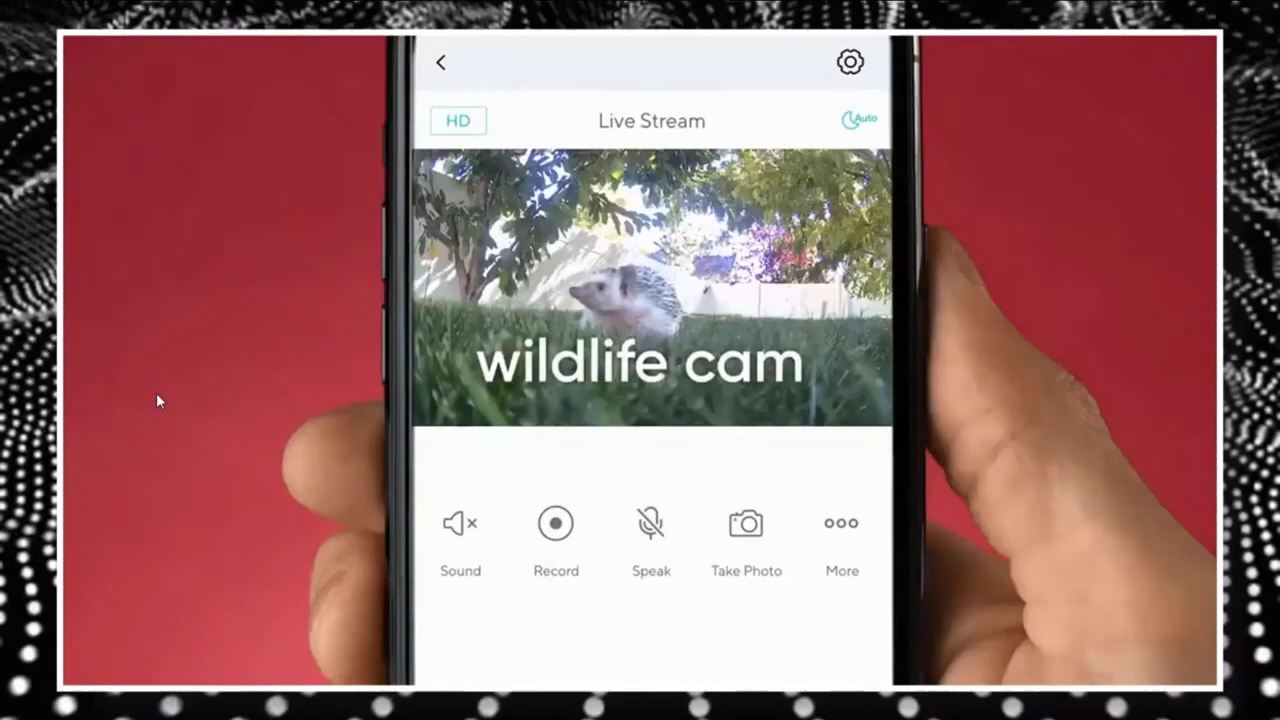 HD
Live Stream
Auto
wildlife cam
Sound
Record
Speak
Take Photo
More